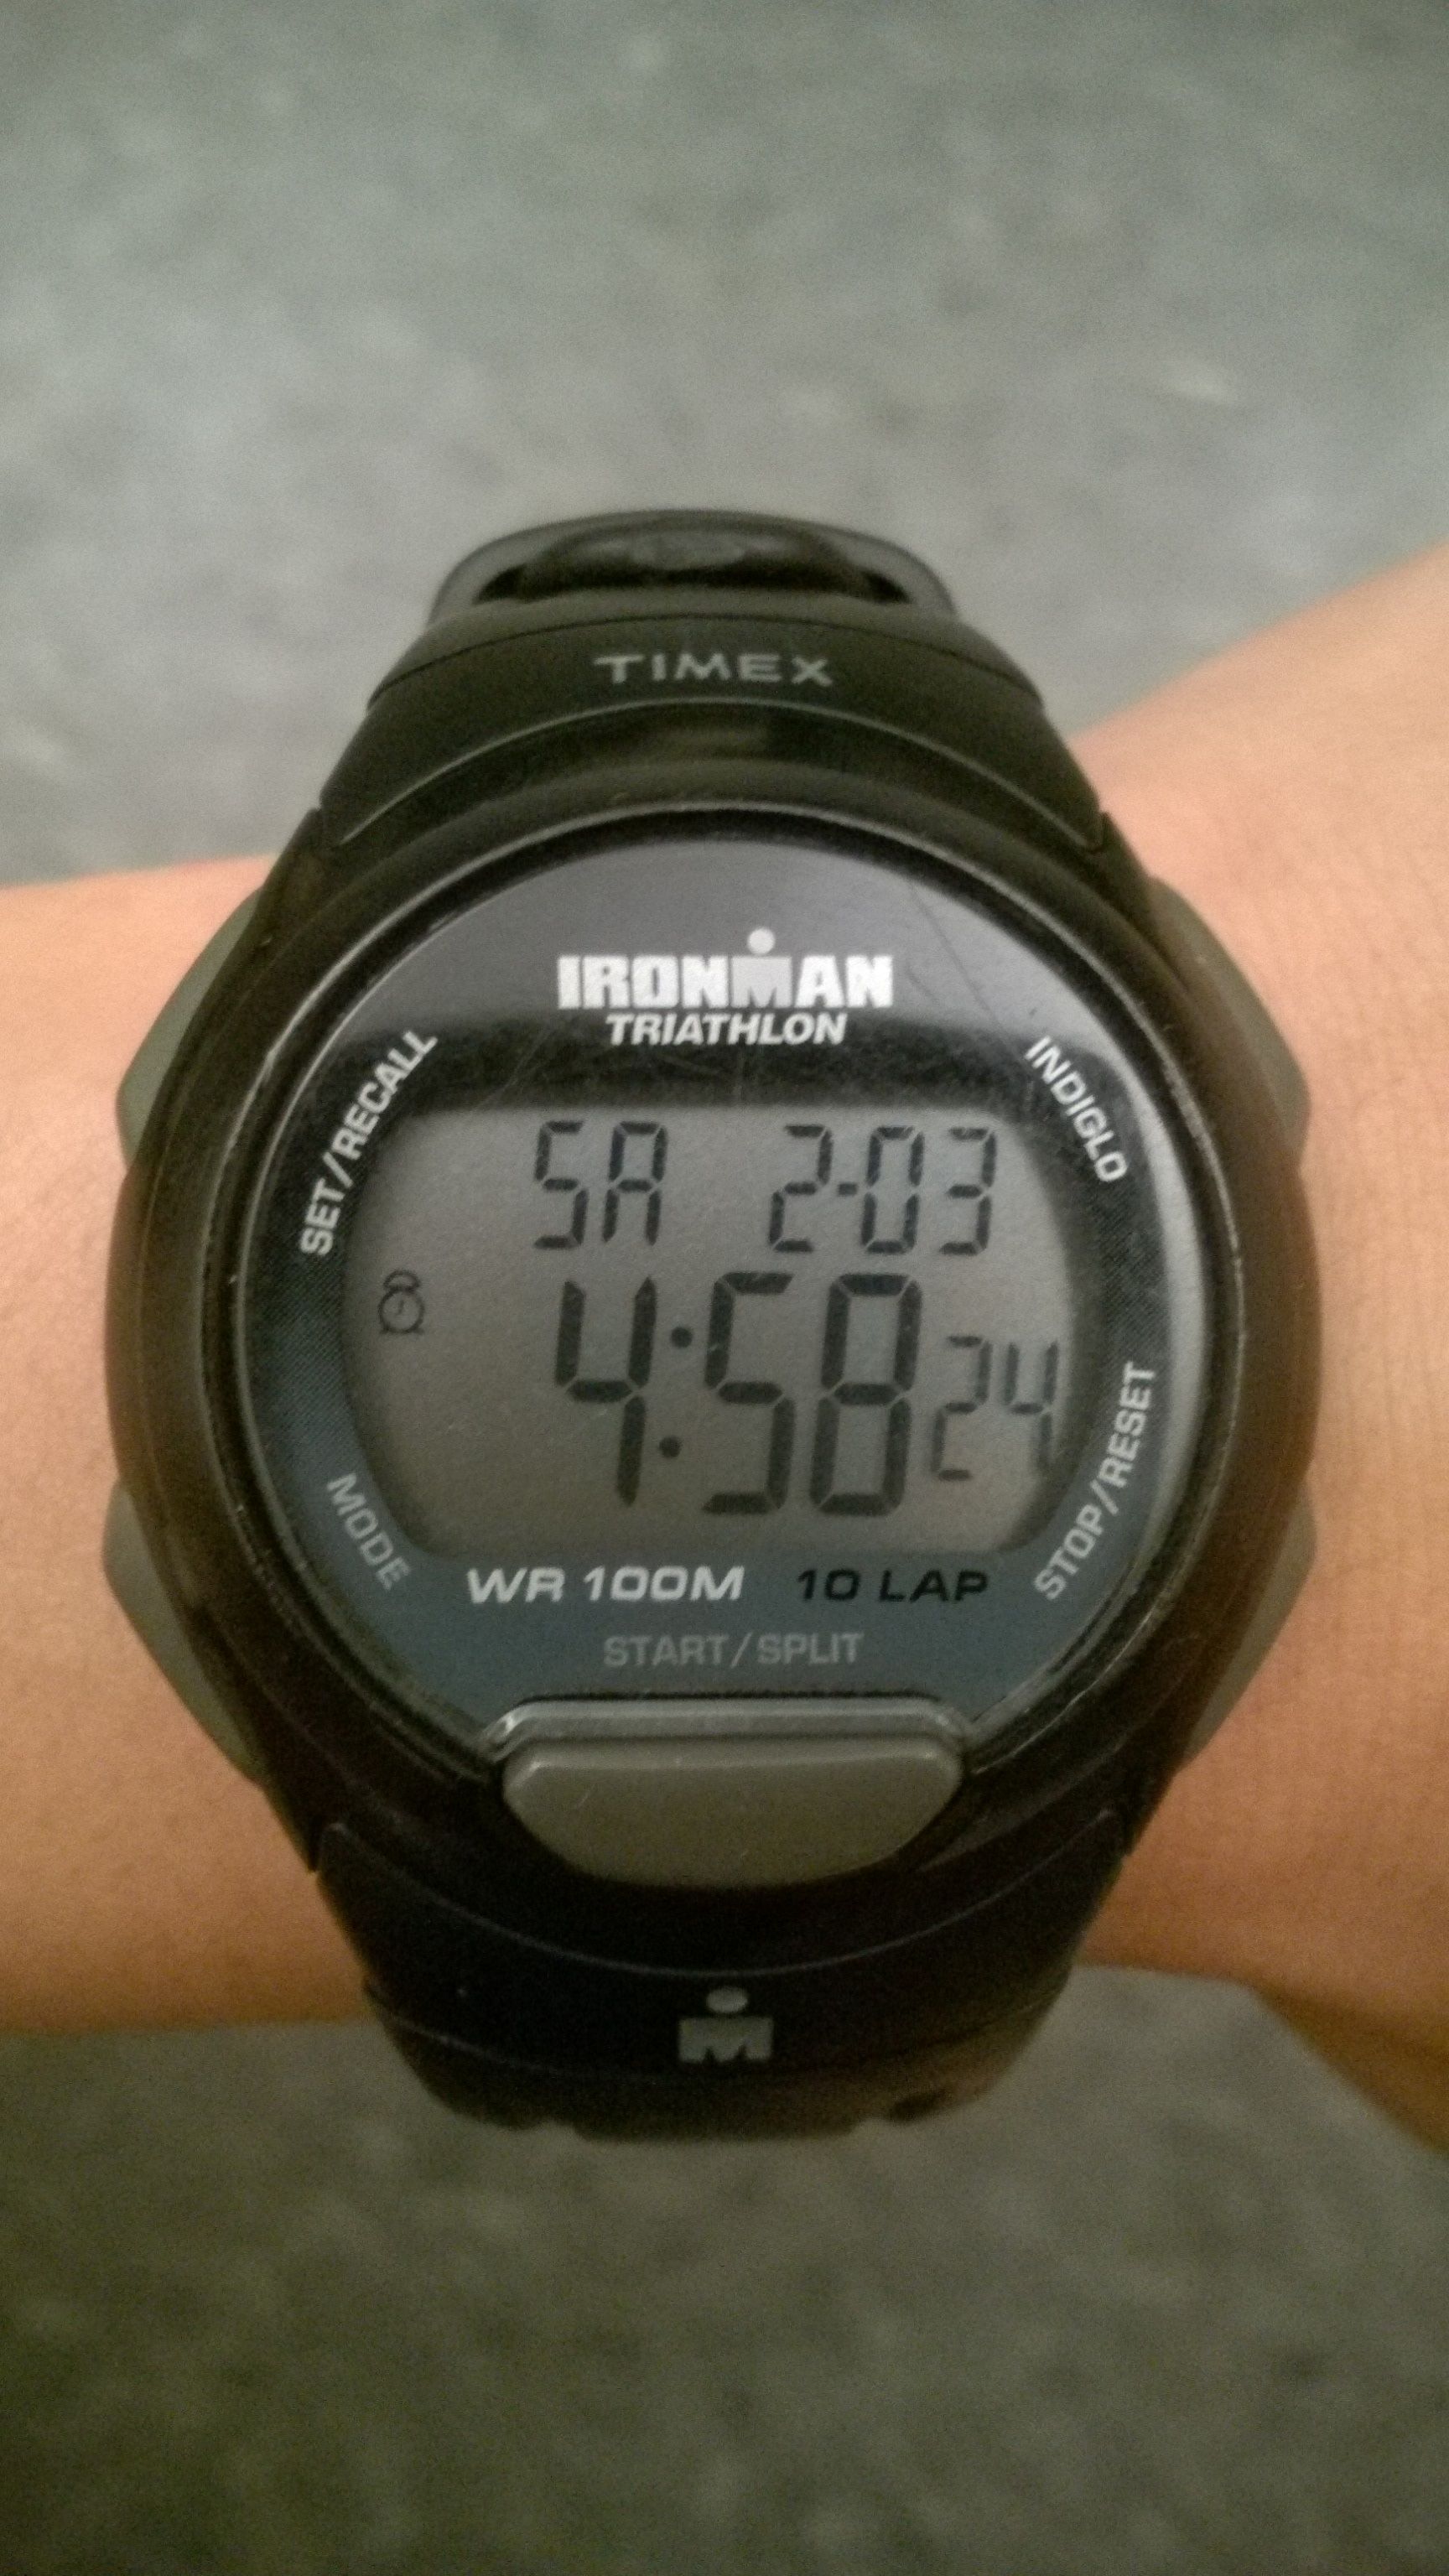 TIMEX
IRONMAN
TRIATHLON
SET/RECALL
INDIGLO
SA 2-03
4:58 24
MODE
STOP/RESET
WR 100M 10 LAP
START/SPLIT
M